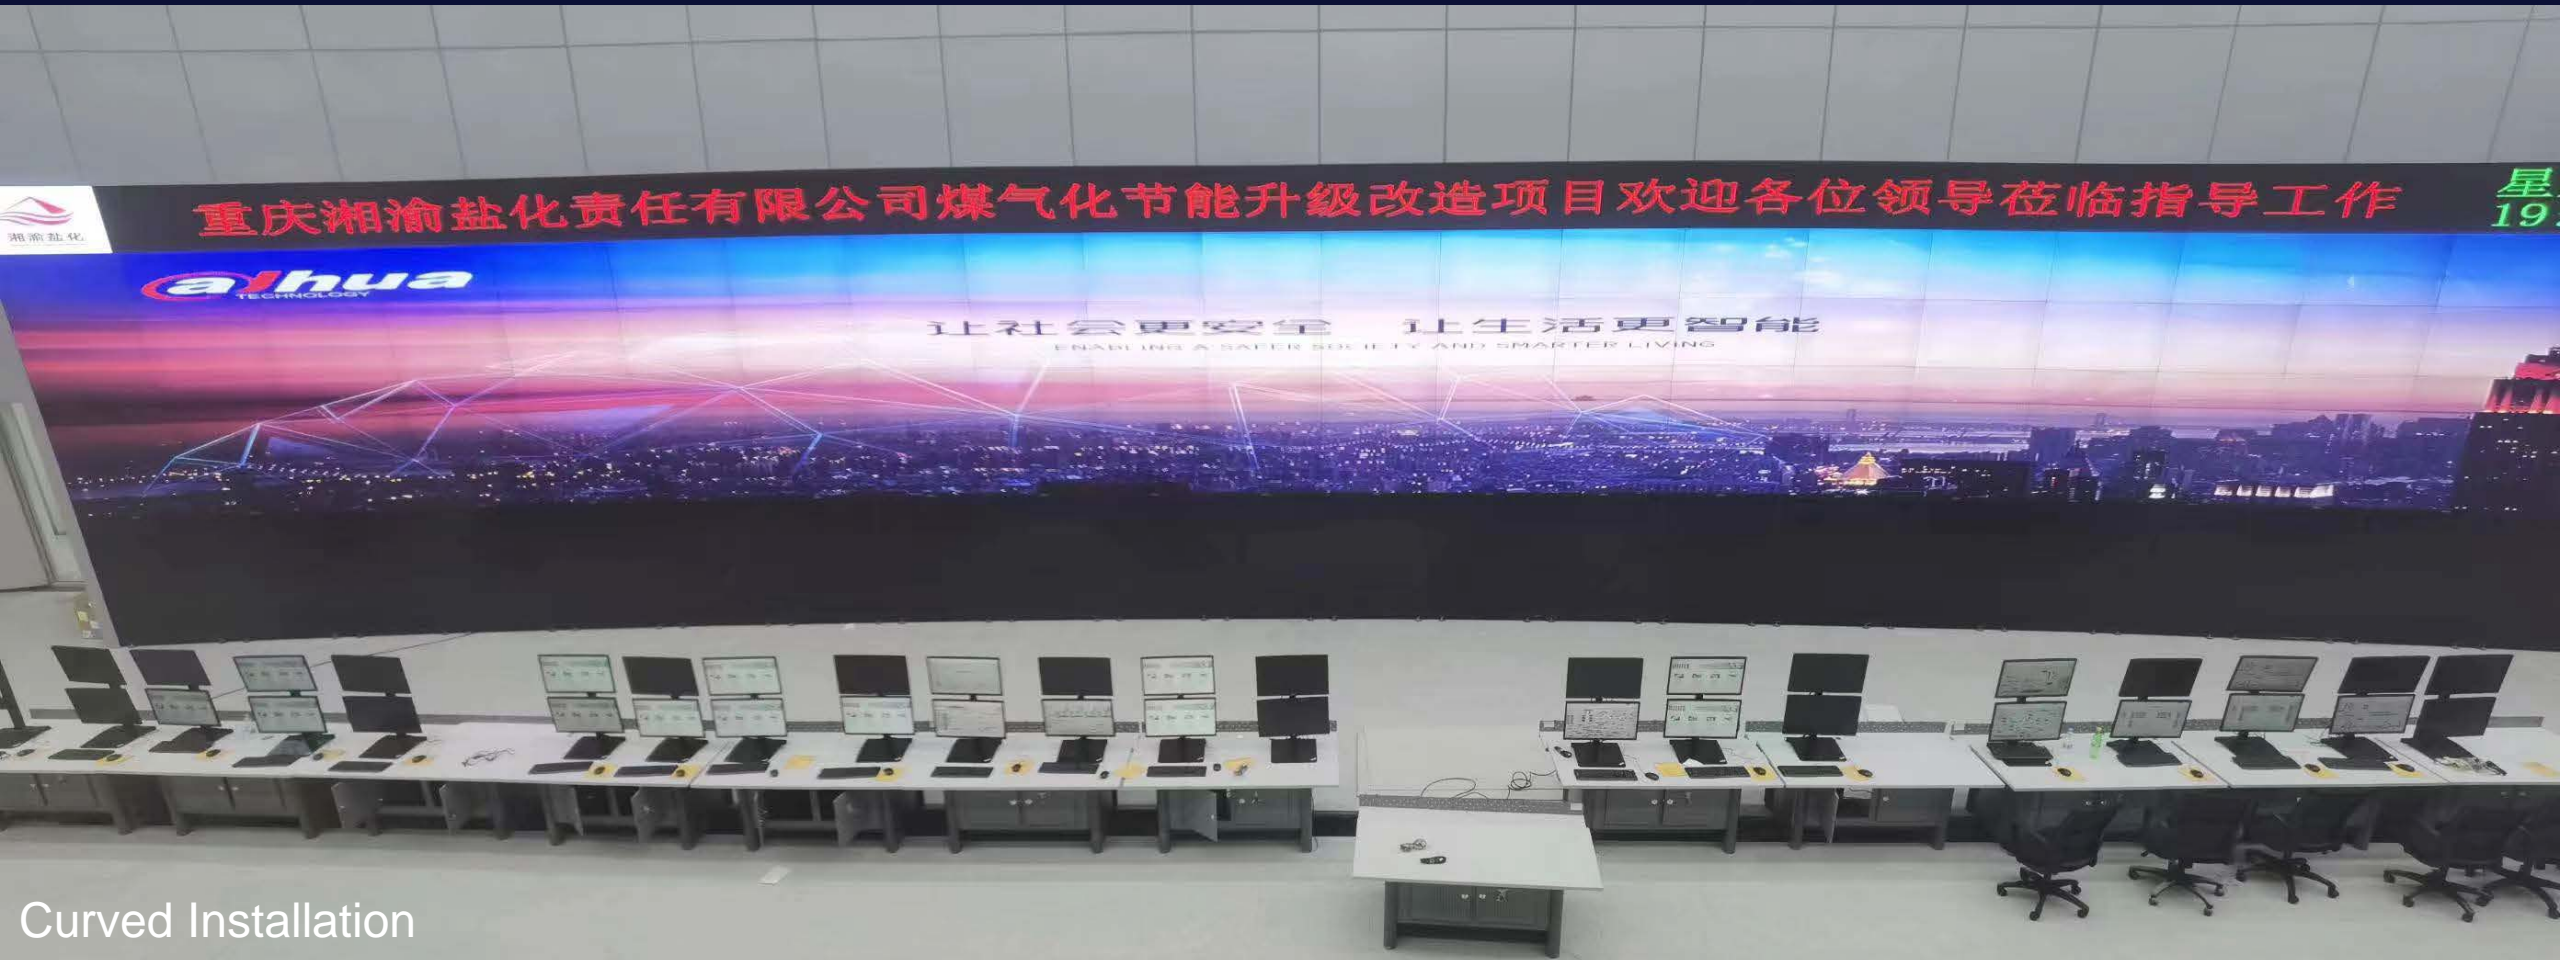 重庆湘渝盐化责任有限公司煤气化节能升级改造项目欢迎各位领导莅临指导工作
星
19:
湘渝盐化
alhua
TECHNOLOGY
让社会更安全 让生活更智能
ENABLING A SAFER SOCIETY AND SMARTER LIVING
Curved Installation